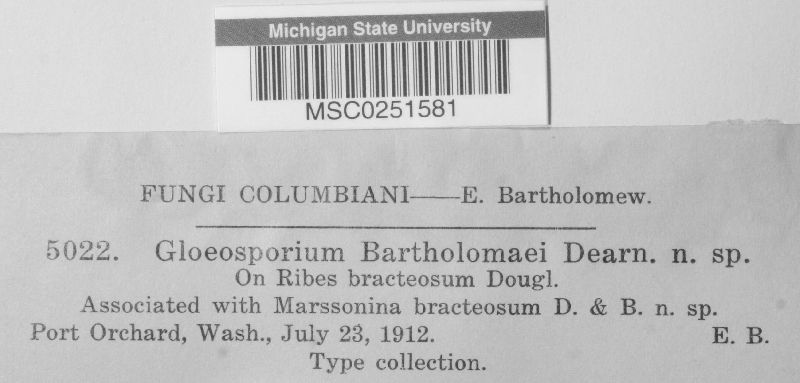 Michigan State University
MSC0251581
FUNGI COLUMBIANI——E. Bartholomew.
5022. Gloeosporium Bartholomaei Dearn. n. sp.
On Ribes bracteosum Dougl.
Associated with Marssonina bracteosum D. & B. n. sp.
Port Orchard, Wash., July 23, 1912. E. B.
Type collection.